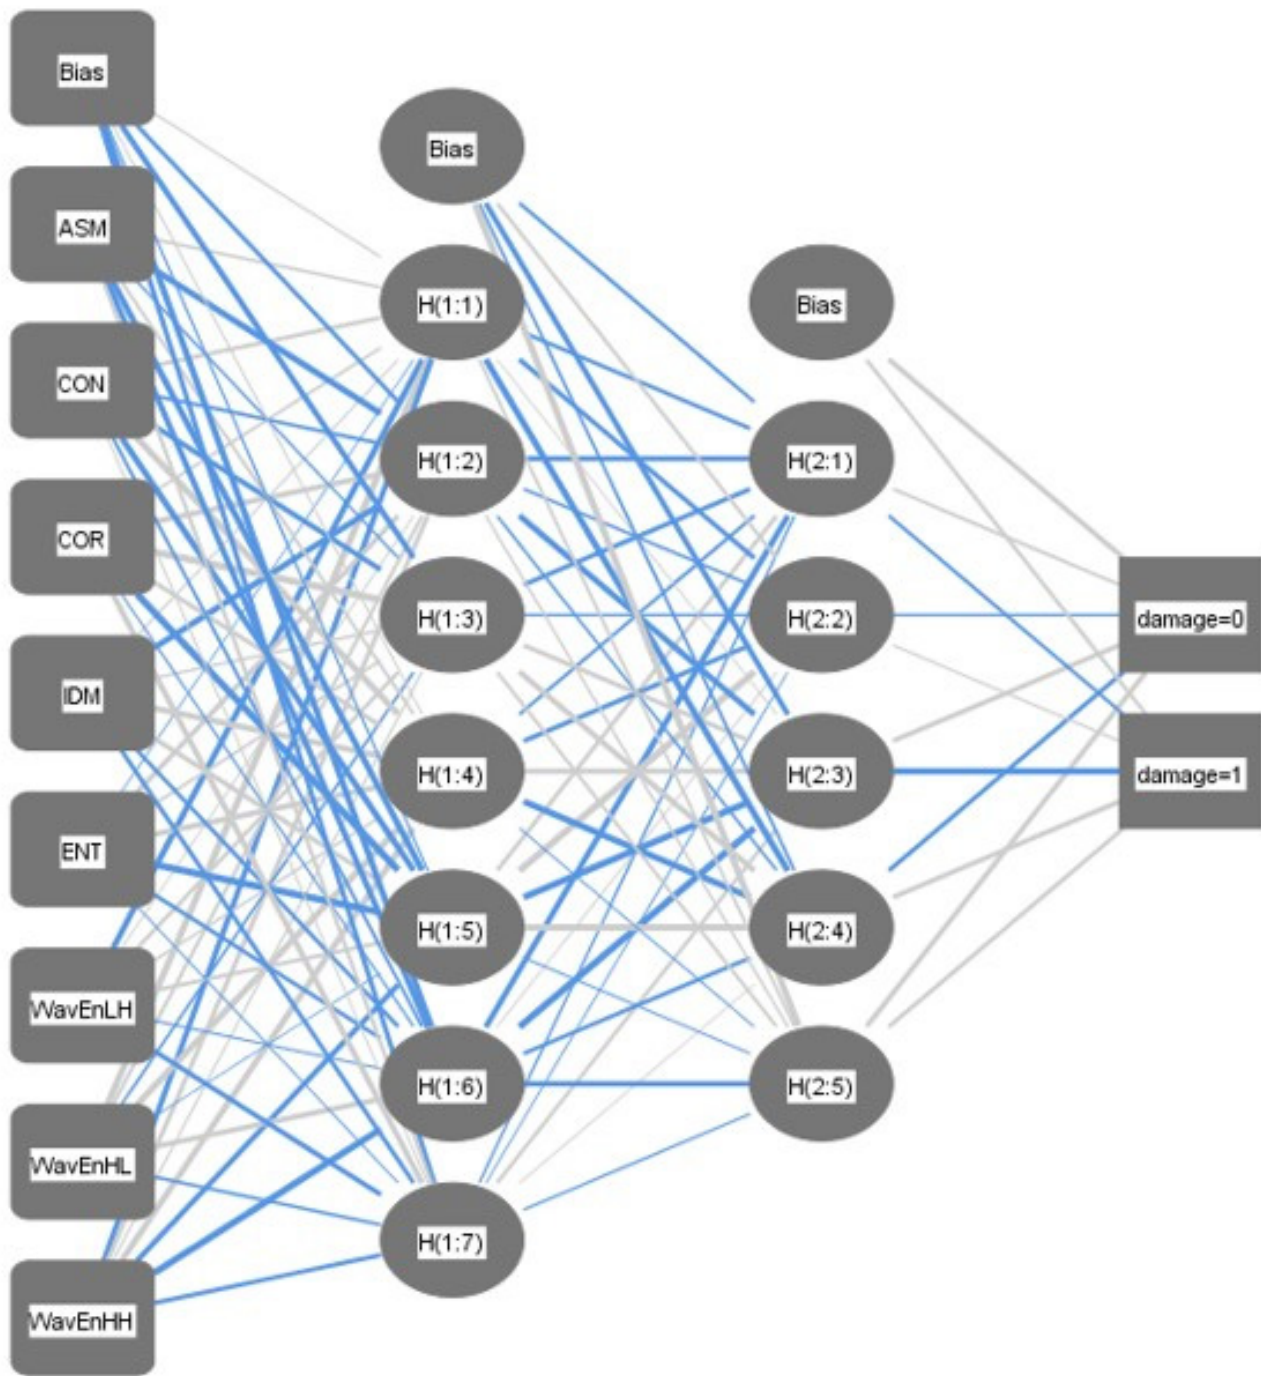 Bias
ASM
CON
COR
IDM
ENT
WavEnLH
WavEnHL
WavEnHH
Bias
H(1:1)
H(1:2)
H(1:3)
H(1:4)
H(1:5)
H(1:6)
H(1:7)
Bias
H(2:1)
H(2:2)
H(2:3)
H(2:4)
H(2:5)
damage=0
damage=1